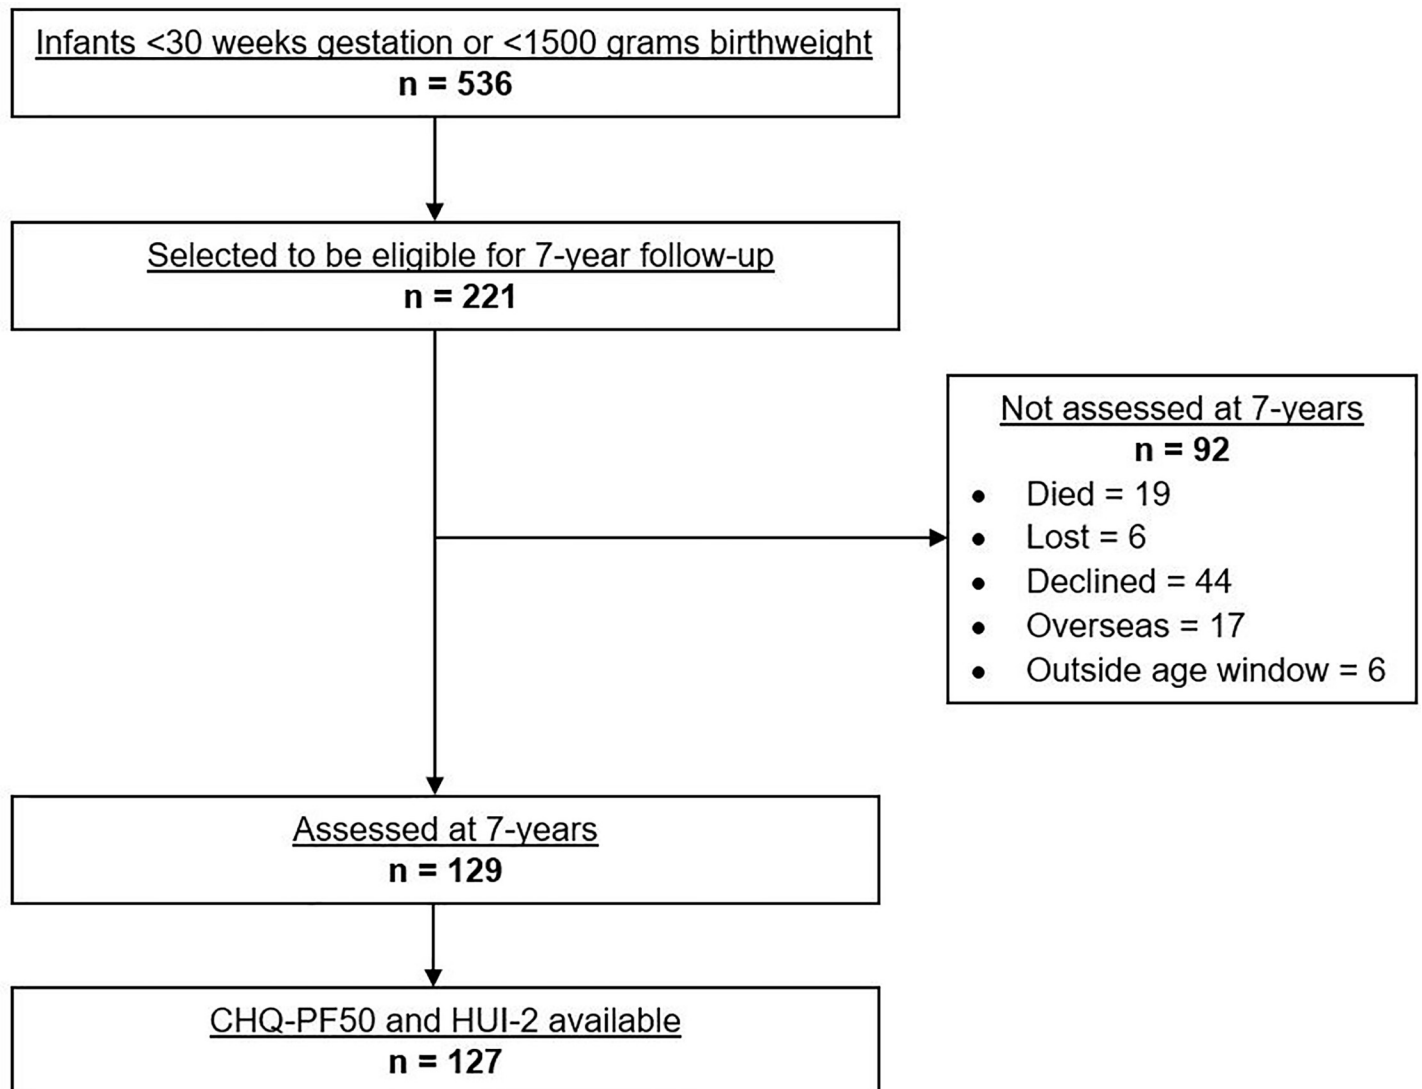 Infants <30 weeks gestation or <1500 grams birthweight
n = 536
Selected to be eligible for 7-year follow-up
n = 221
Not assessed at 7-years
n = 92
• Died = 19
• Lost = 6
• Declined = 44
• Overseas = 17
• Outside age window = 6
Assessed at 7-years
n = 129
CHQ-PF50 and HUI-2 available
n = 127